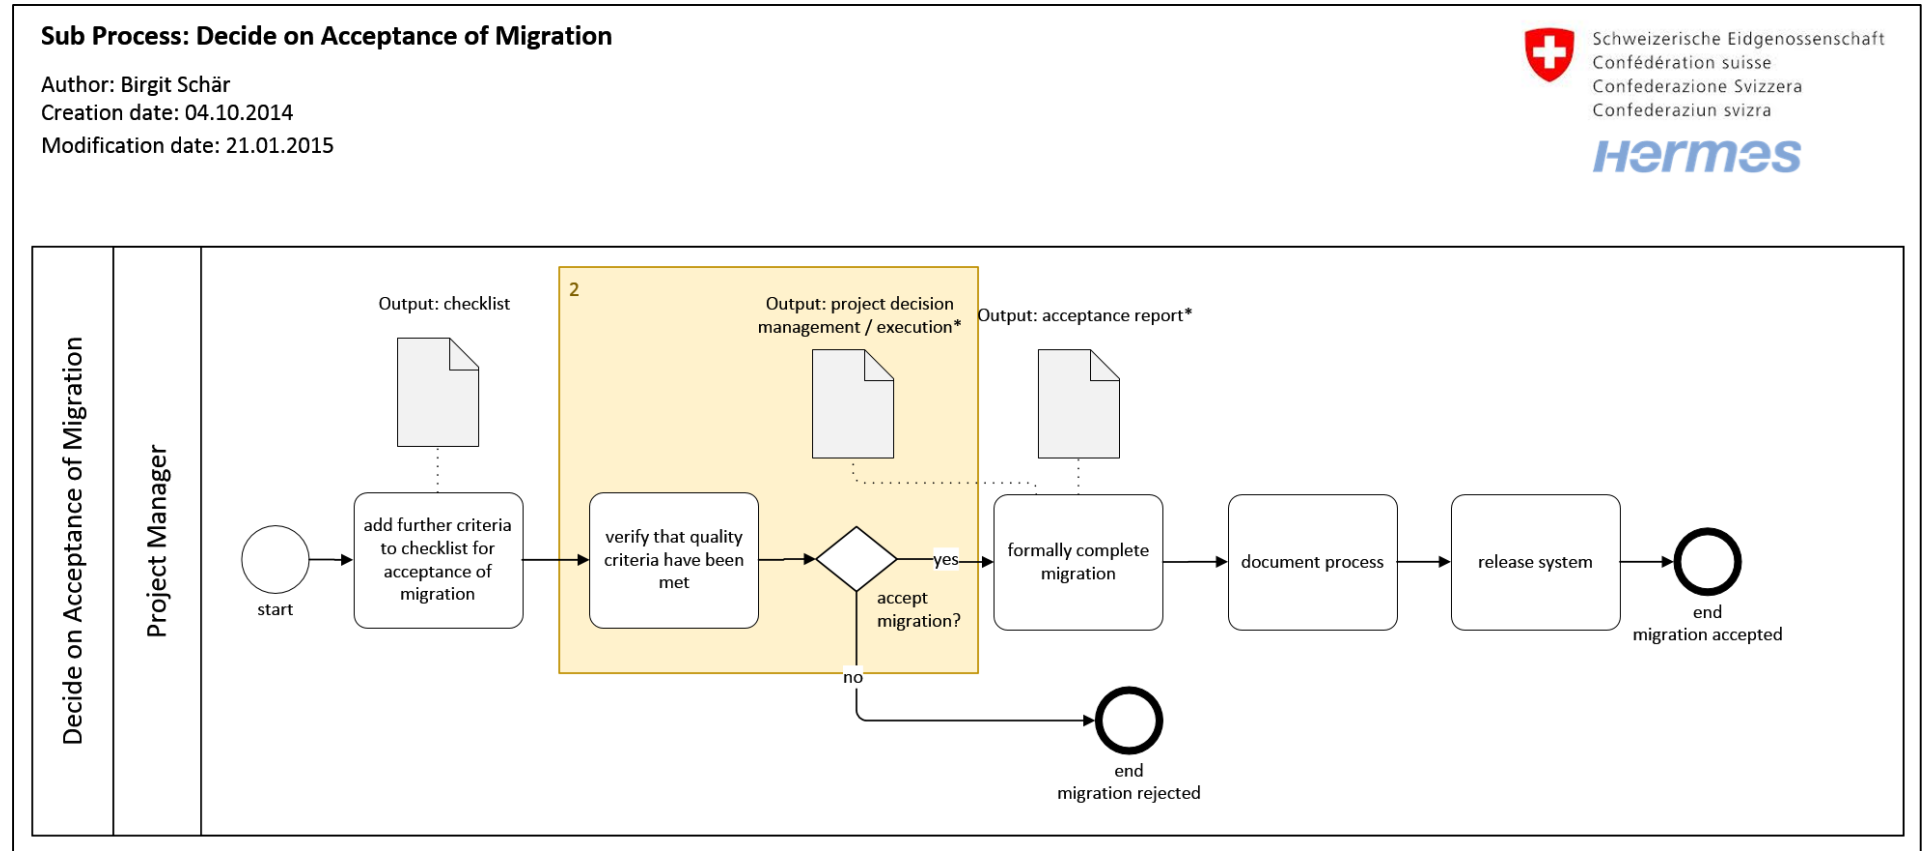 Sub Process: Decide on Acceptance of Migration
Author: Birgit Schär
Creation date: 04.10.2014
Modification date: 21.01.2015
Schweizerische Eidgenossenschaft
Confédération suisse
Confederazione Svizzera
Confederaziun svizra
Hermes
Decide on Acceptance of Migration
Project Manager
start
Output: checklist
add further criteria
to checklist for
acceptance of
migration
2
verify that quality
criteria have been
met
Output: project decision
management / execution*
accept
migration?
yes
no
Output: acceptance report*
formally complete
migration
document process
release system
end
migration accepted
end
migration rejected